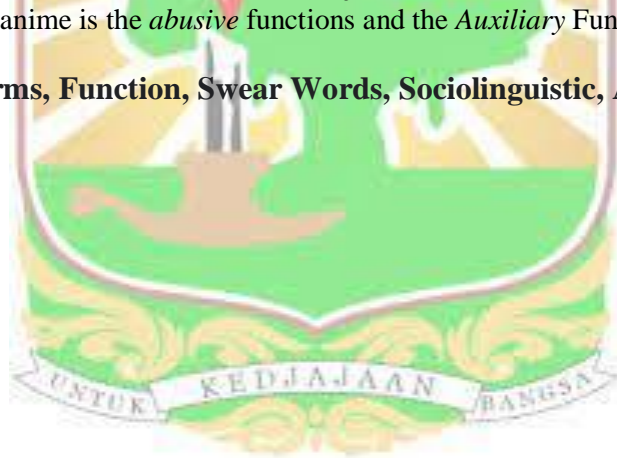 anime is the abusive functions and the Auxiliary Fun
rms, Function, Swear Words, Sociolinguistic,
UNTUK KEDJAJAAN BANGSA